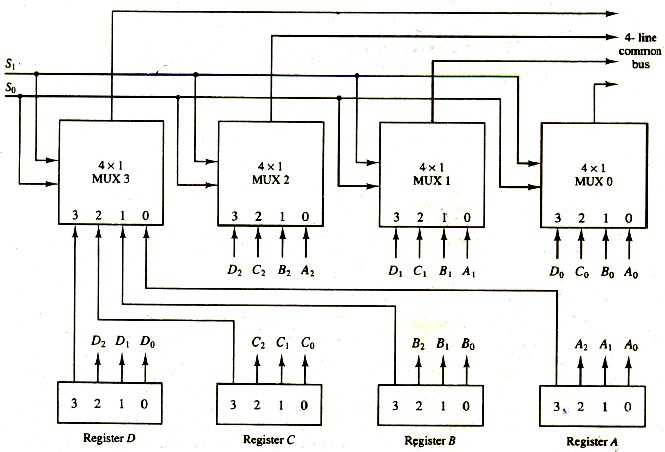 4- line
common
bus
S1
S0
4 × 1
MUX 3
3 2 1 0
4 × 1
MUX 2
3 2 1 0
4 × 1
MUX 1
3 2 1 0
4 × 1
MUX 0
3 2 1 0
D2 C2 B2 A2
D1 C1 B1 A1
D0 C0 B0 A0
D2 D1 D0
C2 C1 C0
B2 B1 B0
A2 A1 A0
3 2 1 0
3 2 1 0
3 2 1 0
3 2 1 0
Register D
Register C
Register B
Register A